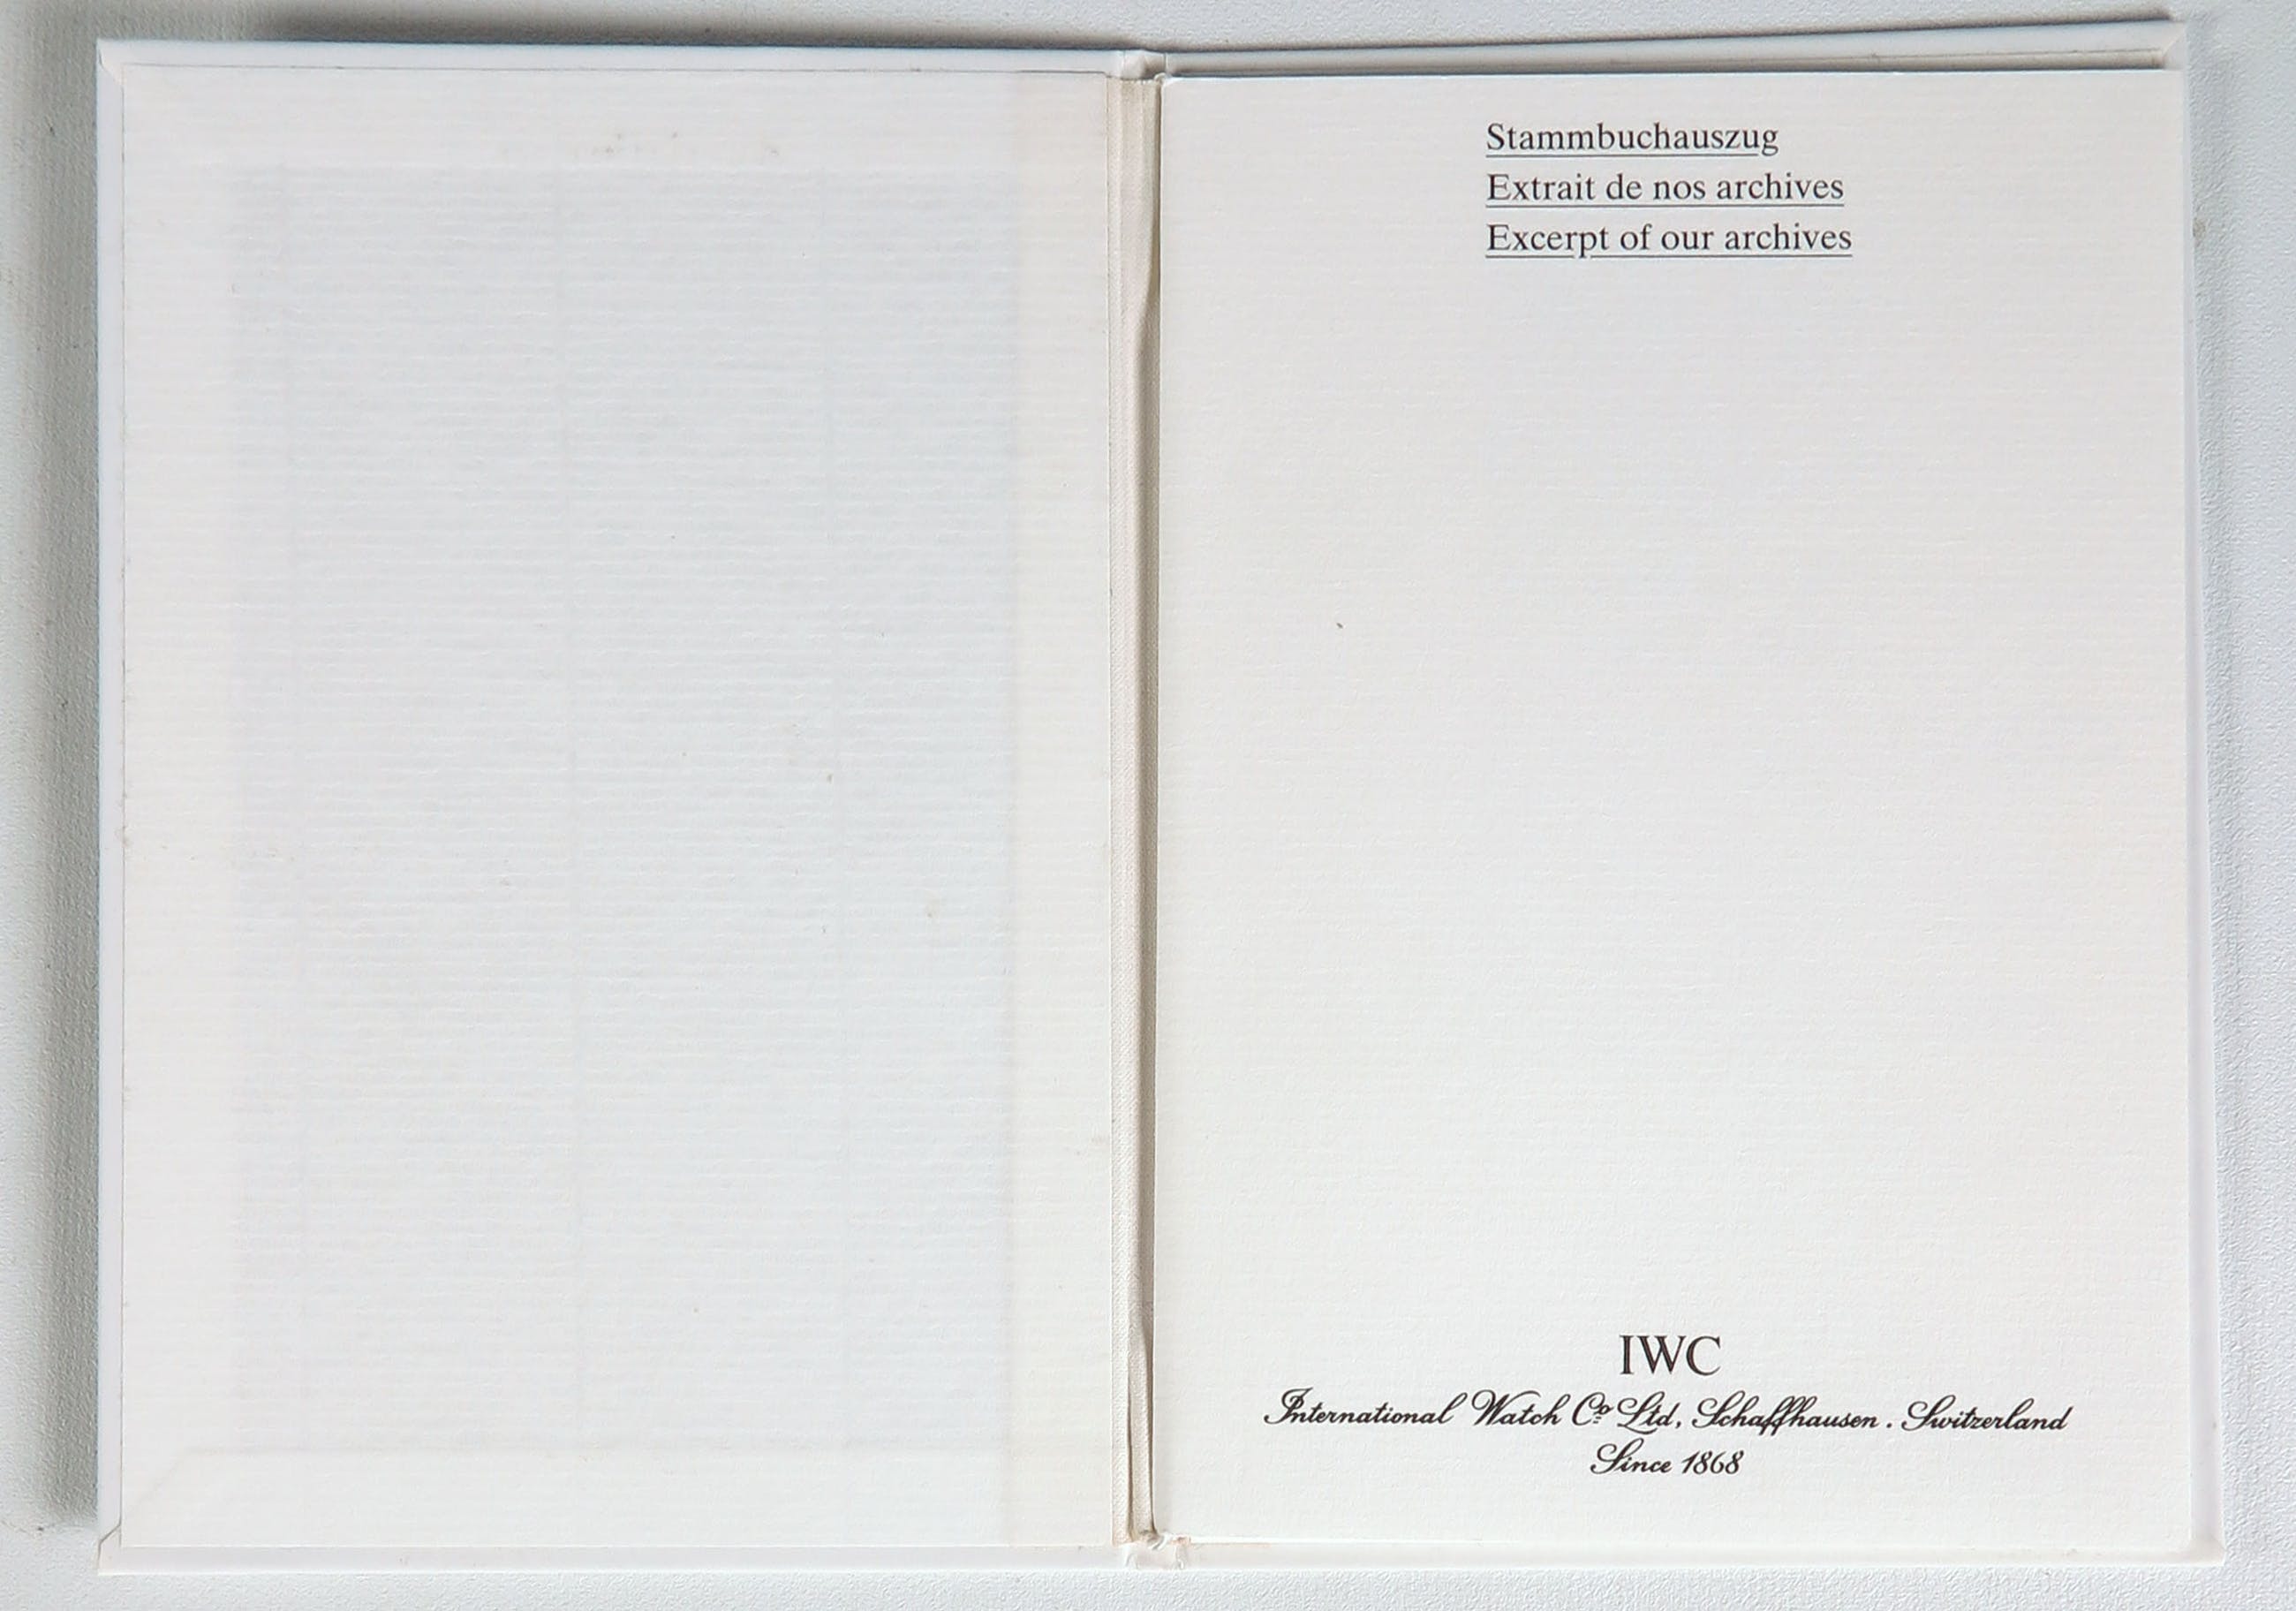 Stammbuchauszug
Extrait de nos archives
Excerpt of our archives
IWC
International Watch Co Ltd, Schaffhausen . Switzerland
Since 1868